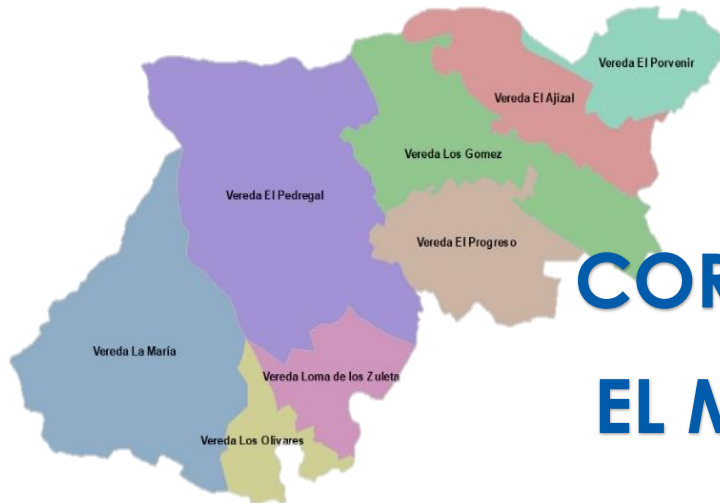 Vereda El Porvenir
Vereda El Ajizal
Vereda Los Gomez
Vereda El Pedregal
Vereda El Progreso
COR
Vereda La María
Vereda Loma de los Zuleta
EL M
Vereda Los Olivares